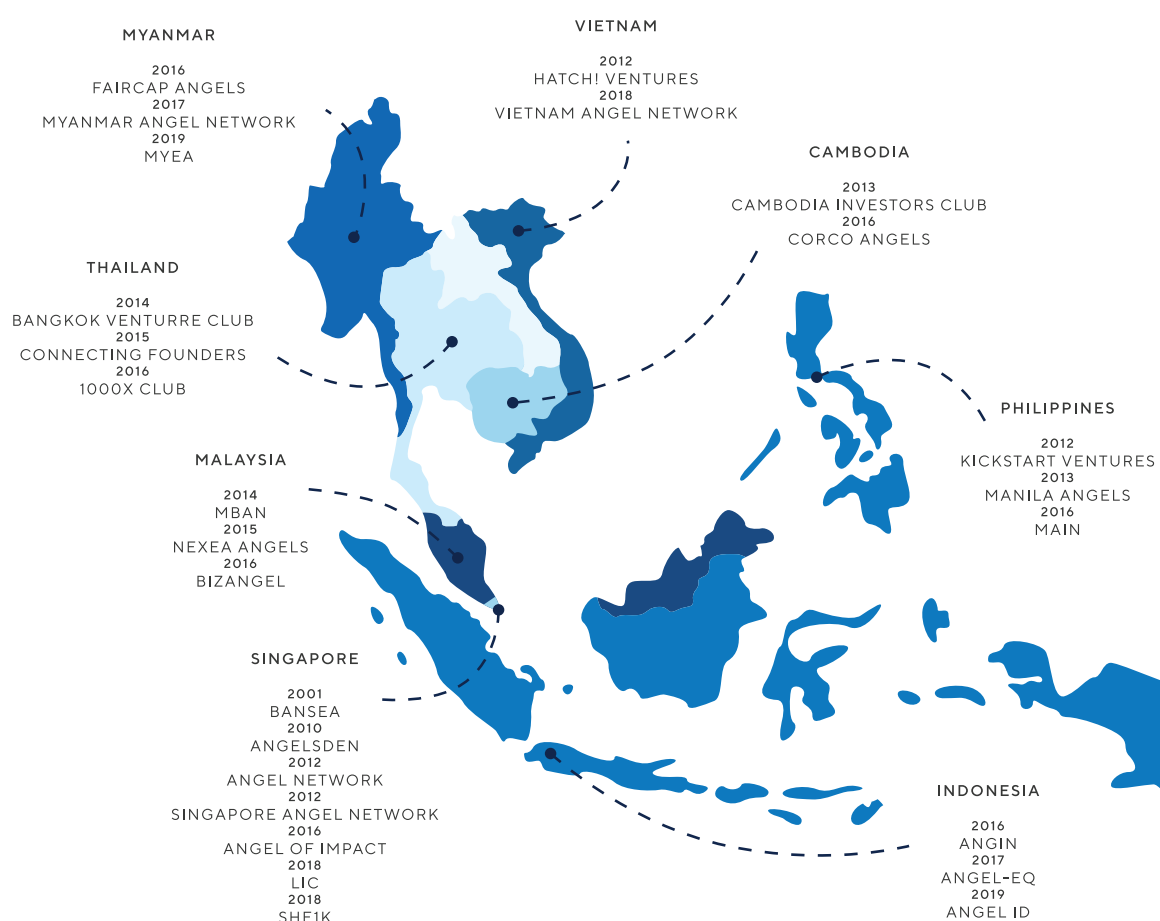 MYANMAR
2016
FAIRCAP ANGELS
2017
MYANMAR ANGEL NETWORK
2019
MYEA
VIETNAM
2012
HATCH! VENTURES
2018
VIETNAM ANGEL NETWORK
CAMBODIA
2013
CAMBODIA INVESTORS CLUB
2016
CORCO ANGELS
THAILAND
2014
BANGKOK VENTURRE CLUB
2015
CONNECTING FOUNDERS
2016
1000X CLUB
PHILIPPINES
2012
KICKSTART VENTURES
2013
MANILA ANGELS
2016
MAIN
MALAYSIA
2014
MBAN
2015
NEXEA ANGELS
2016
BIZANGEL
SINGAPORE
2001
BANSEA
2010
ANGELSDEN
2012
ANGEL NETWORK
2012
SINGAPORE ANGEL NETWORK
2016
ANGEL OF IMPACT
2018
LIC
2018
SHE1K
INDONESIA
2016
ANGIN
2017
ANGEL-EQ
2019
ANGEL ID